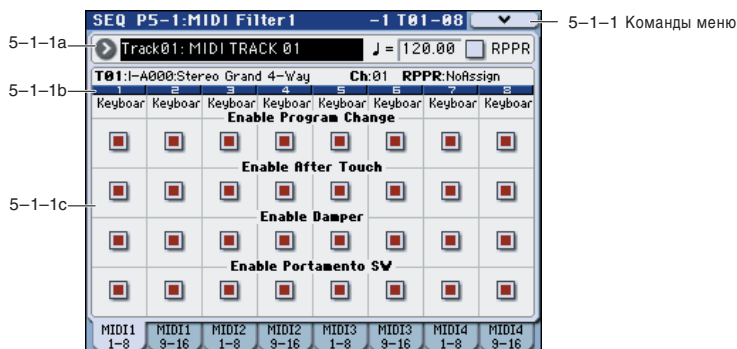 SEQ P5-1:MIDI Filter1 -1 T01-08
5-1-1 Команды меню
5-1-1a
Track01: MIDI TRACK 01 ♩= 120.00 RPPR
T01:I-A000:Stereo Grand 4-Way Ch:01 RPPR:NoAssign
5-1-1b
1 2 3 4 5 6 7 8
Keyboar Keyboar Keyboar Keyboar Keyboar Keyboar Keyboar Keyboar
Enable Program Change
Enable After Touch
5-1-1c
Enable Damper
Enable Portamento SW
MIDI1 MIDI1 MIDI2 MIDI2 MIDI3 MIDI3 MIDI4 MIDI4
1-8 9-16 1-8 9-16 1-8 9-16 1-8 9-16